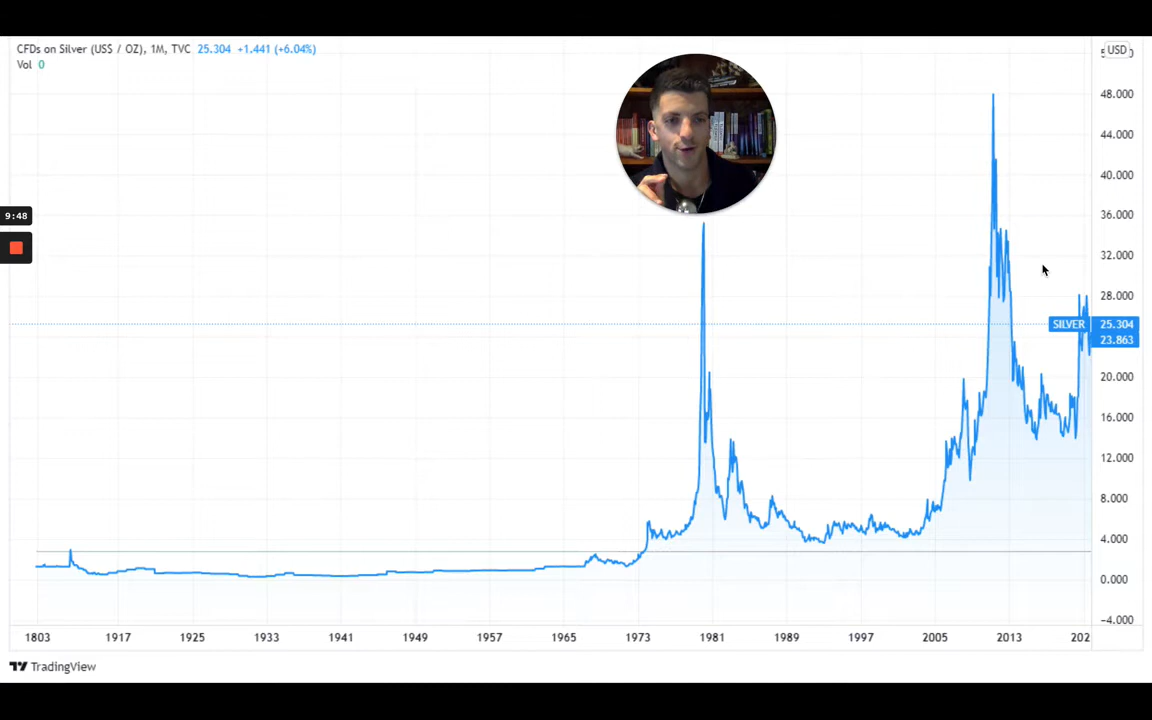 CFDs on Silver (US$ / OZ), 1M, TVC 25.304 +1.441 (+6.04%)
Vol 0
USD
48.000
44.000
40.000
36.000
9:48
32.000
28.000
SILVER 25.304
23.863
20.000
16.000
12.000
8.000
4.000
0.000
−4.000
1803 1917 1925 1933 1941 1949 1957 1965 1973 1981 1989 1997 2005 2013 202
TradingView